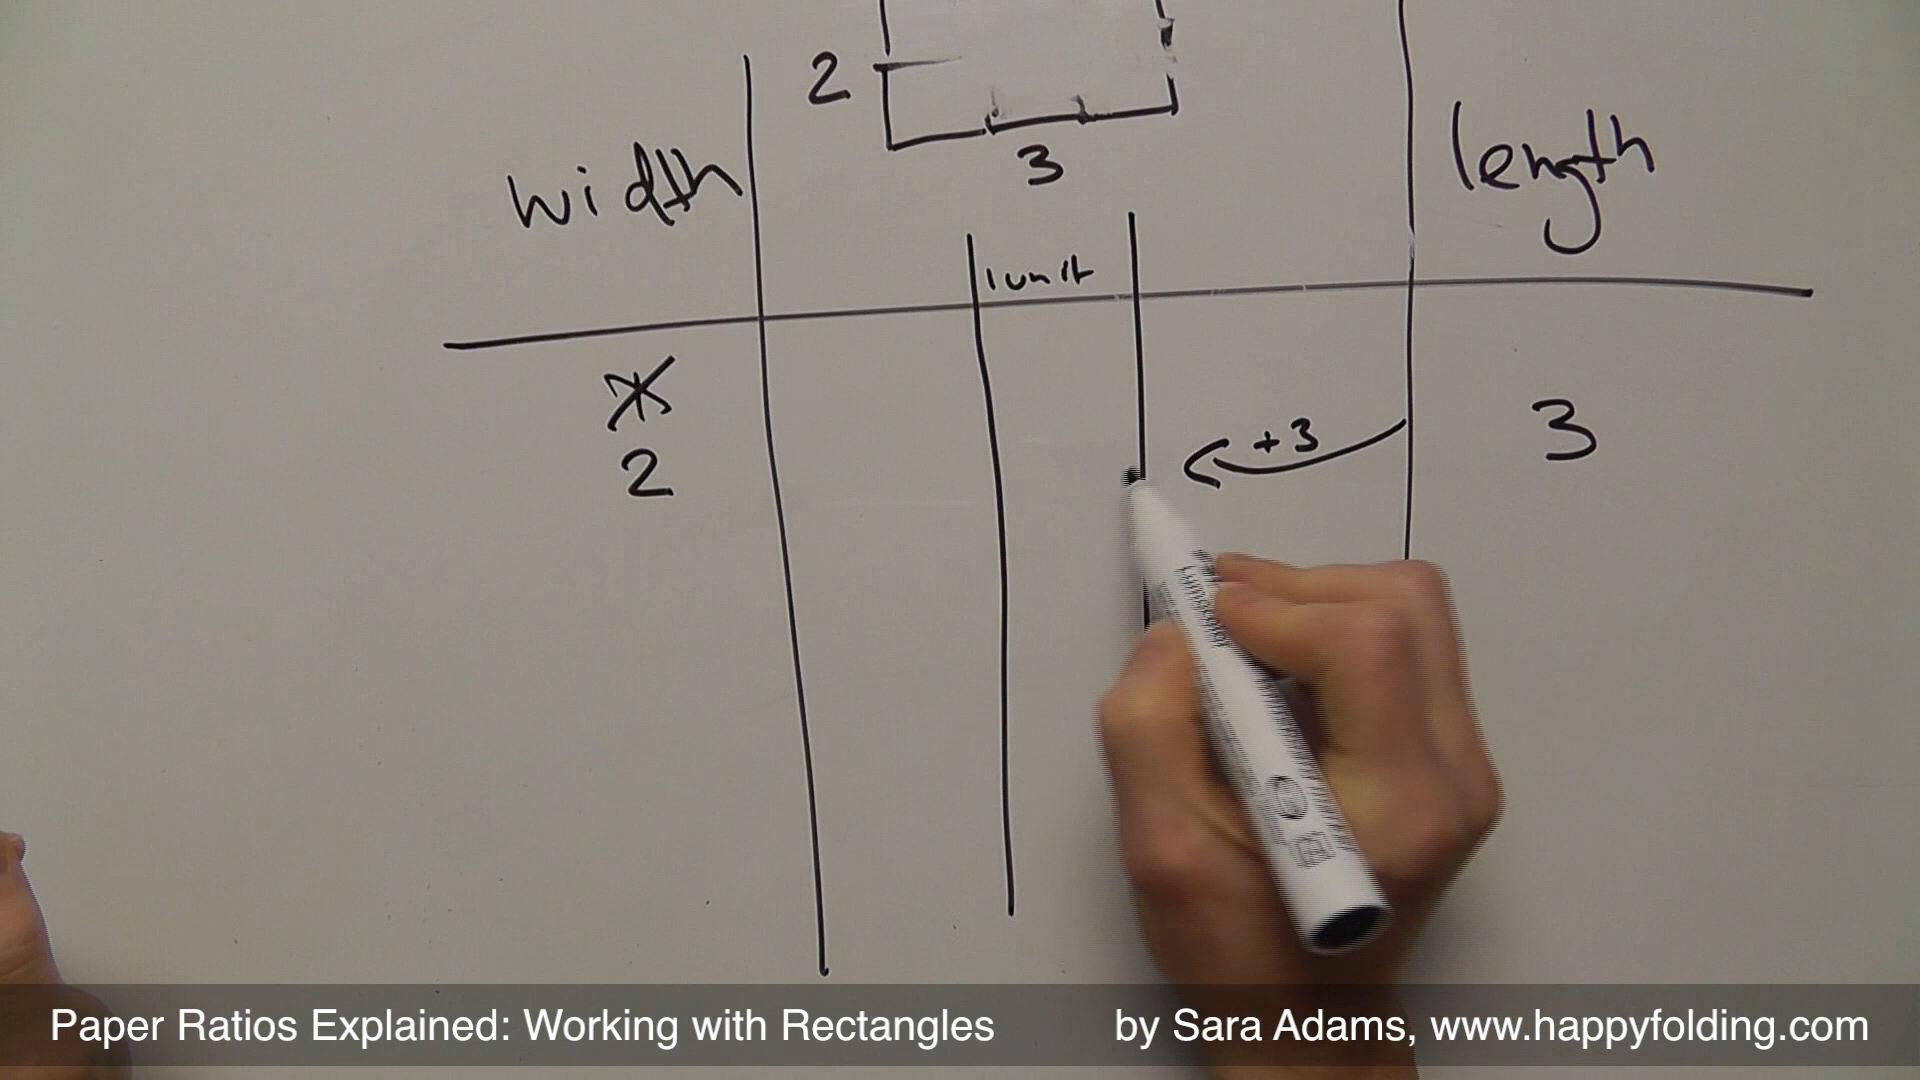 2
3
width
length
1 unit
2
+3
3
Paper Ratios Explained: Working with Rectangles
by Sara Adams, www.happyfolding.com